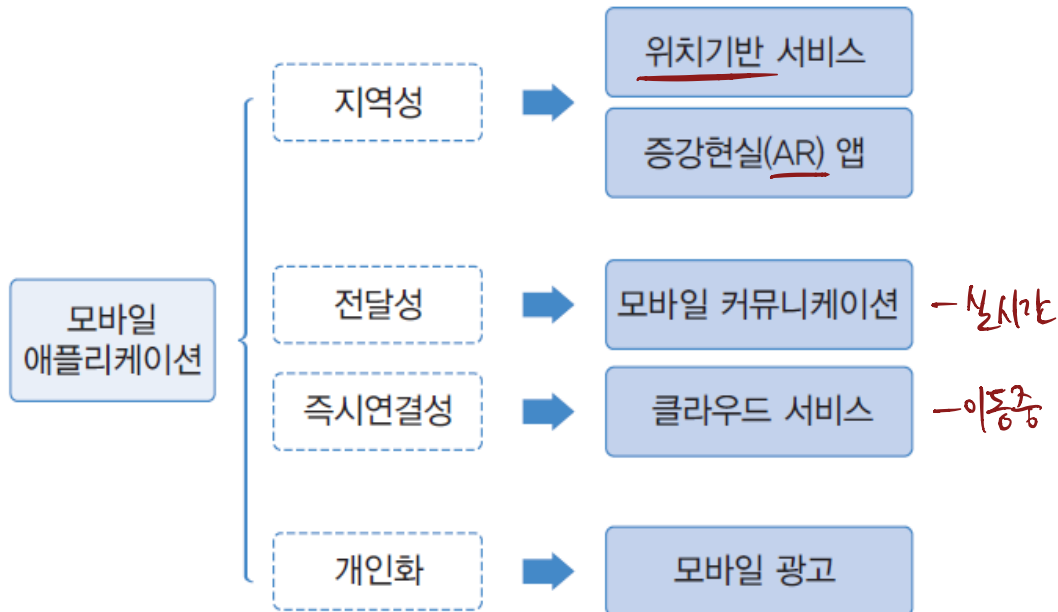 위치기반 서비스
지역성
증강현실(AR) 앱
모바일
애플리케이션
전달성
모바일 커뮤니케이션
-실시간
즉시연결성
클라우드 서비스
-이동중
개인화
모바일 광고